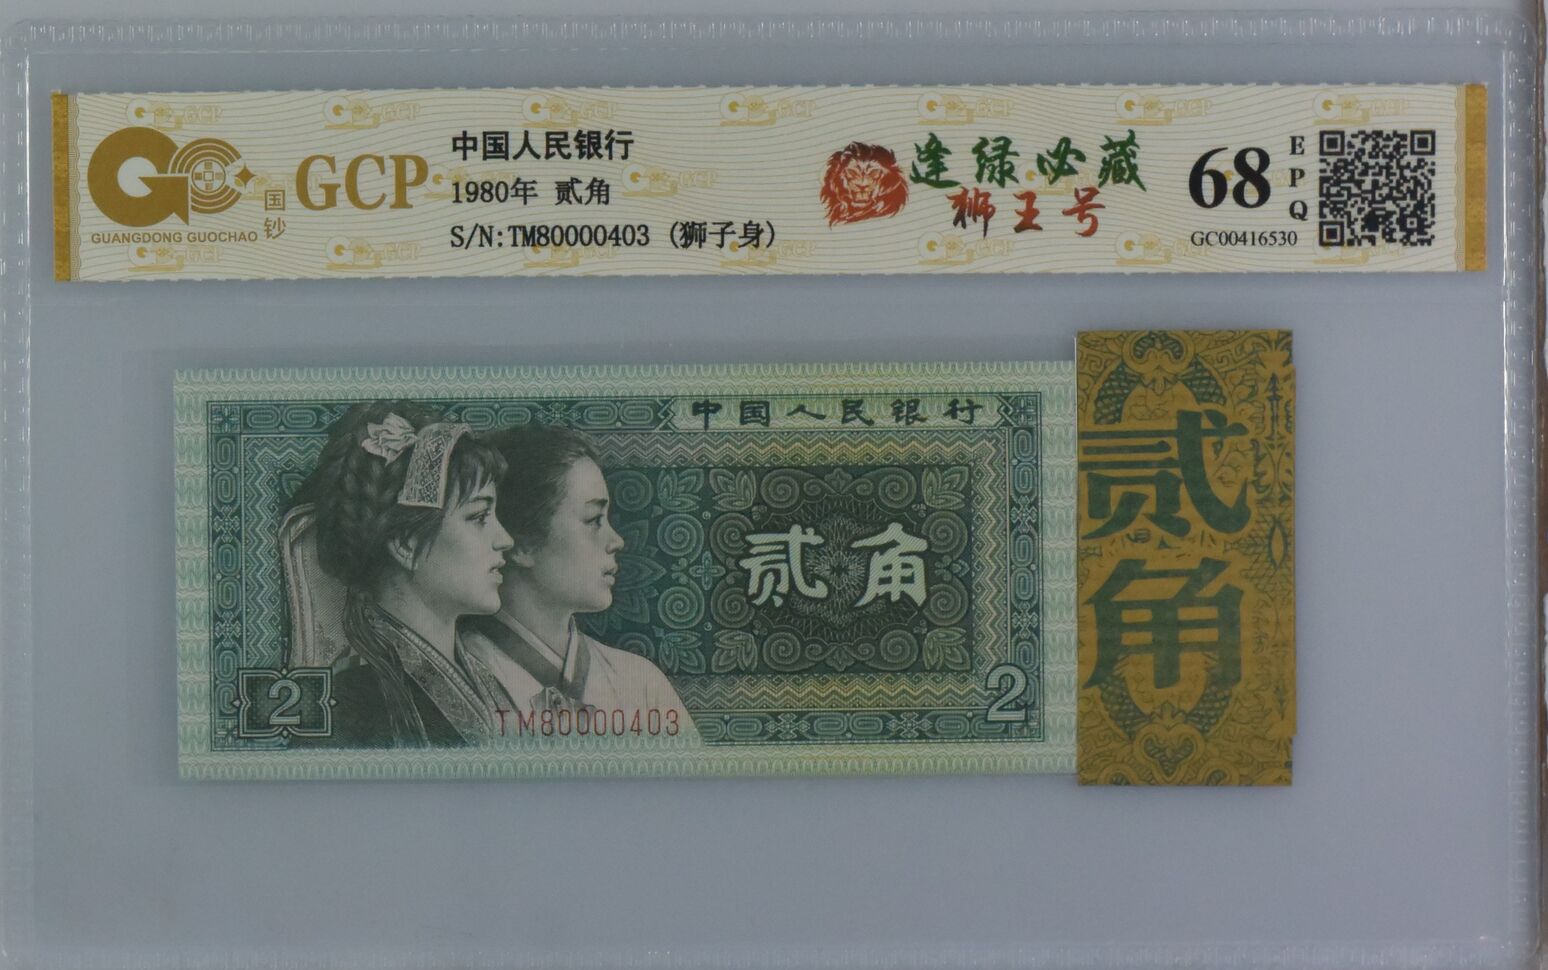 GC
GUANGDONG GUOCHAO
国钞
GCP
中国人民银行
1980年 贰角
S/N:TM80000403 (狮子身)
逢绿必藏
狮王号
68
EPQ
GC00416530
中国人民银行
贰角
2
2
TM80000403
贰角